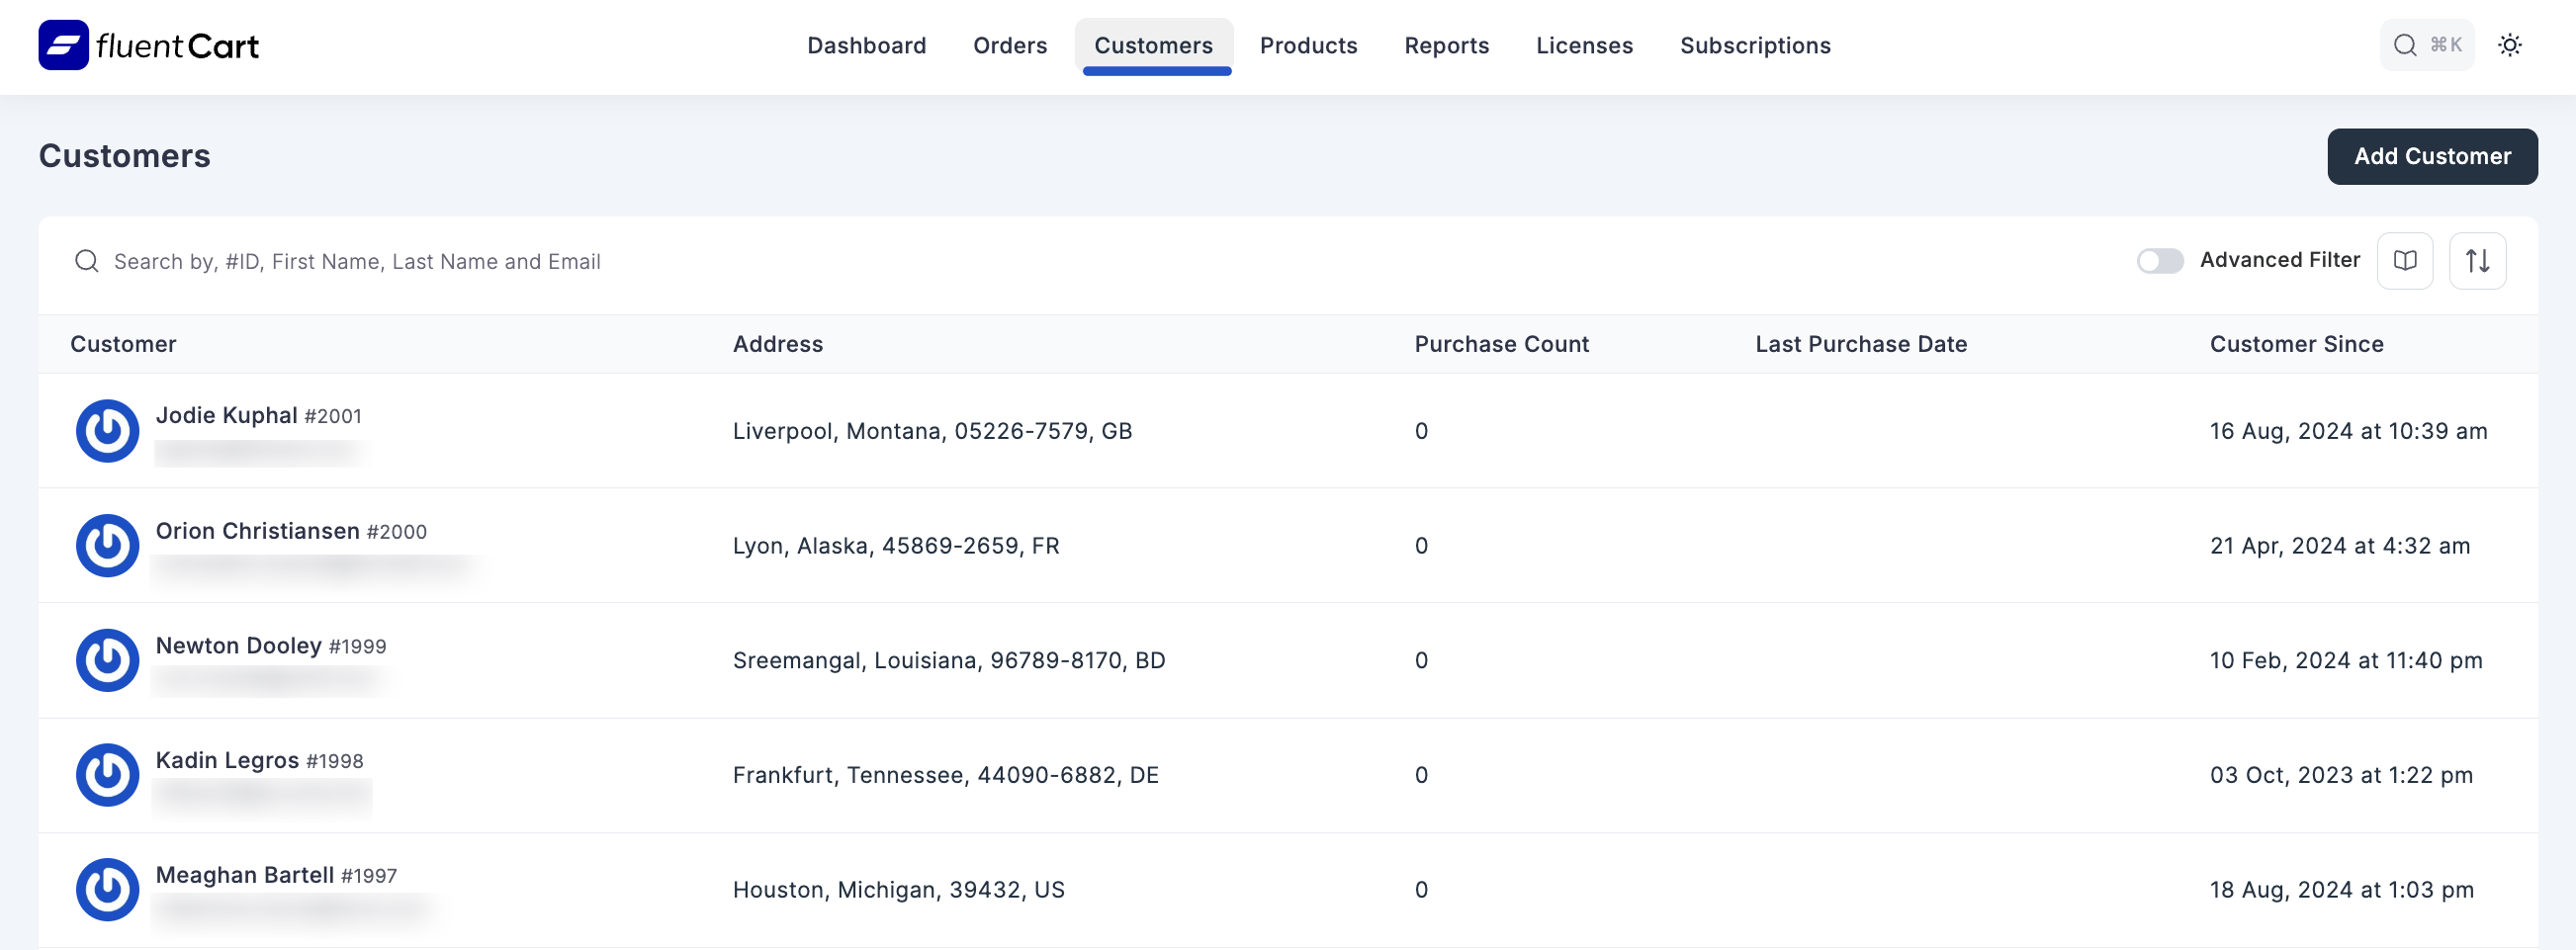 fluentCart
Dashboard Orders Customers Products Reports Licenses Subscriptions
⌘K
Customers
Add Customer
Search by, #ID, First Name, Last Name and Email
Advanced Filter
Customer Address Purchase Count Last Purchase Date Customer Since
Jodie Kuphal #2001
Liverpool, Montana, 05226-7579, GB 0 16 Aug, 2024 at 10:39 am
Orion Christiansen #2000
Lyon, Alaska, 45869-2659, FR 0 21 Apr, 2024 at 4:32 am
Newton Dooley #1999
Sreemangal, Louisiana, 96789-8170, BD 0 10 Feb, 2024 at 11:40 pm
Kadin Legros #1998
Frankfurt, Tennessee, 44090-6882, DE 0 03 Oct, 2023 at 1:22 pm
Meaghan Bartell #1997
Houston, Michigan, 39432, US 0 18 Aug, 2024 at 1:03 pm